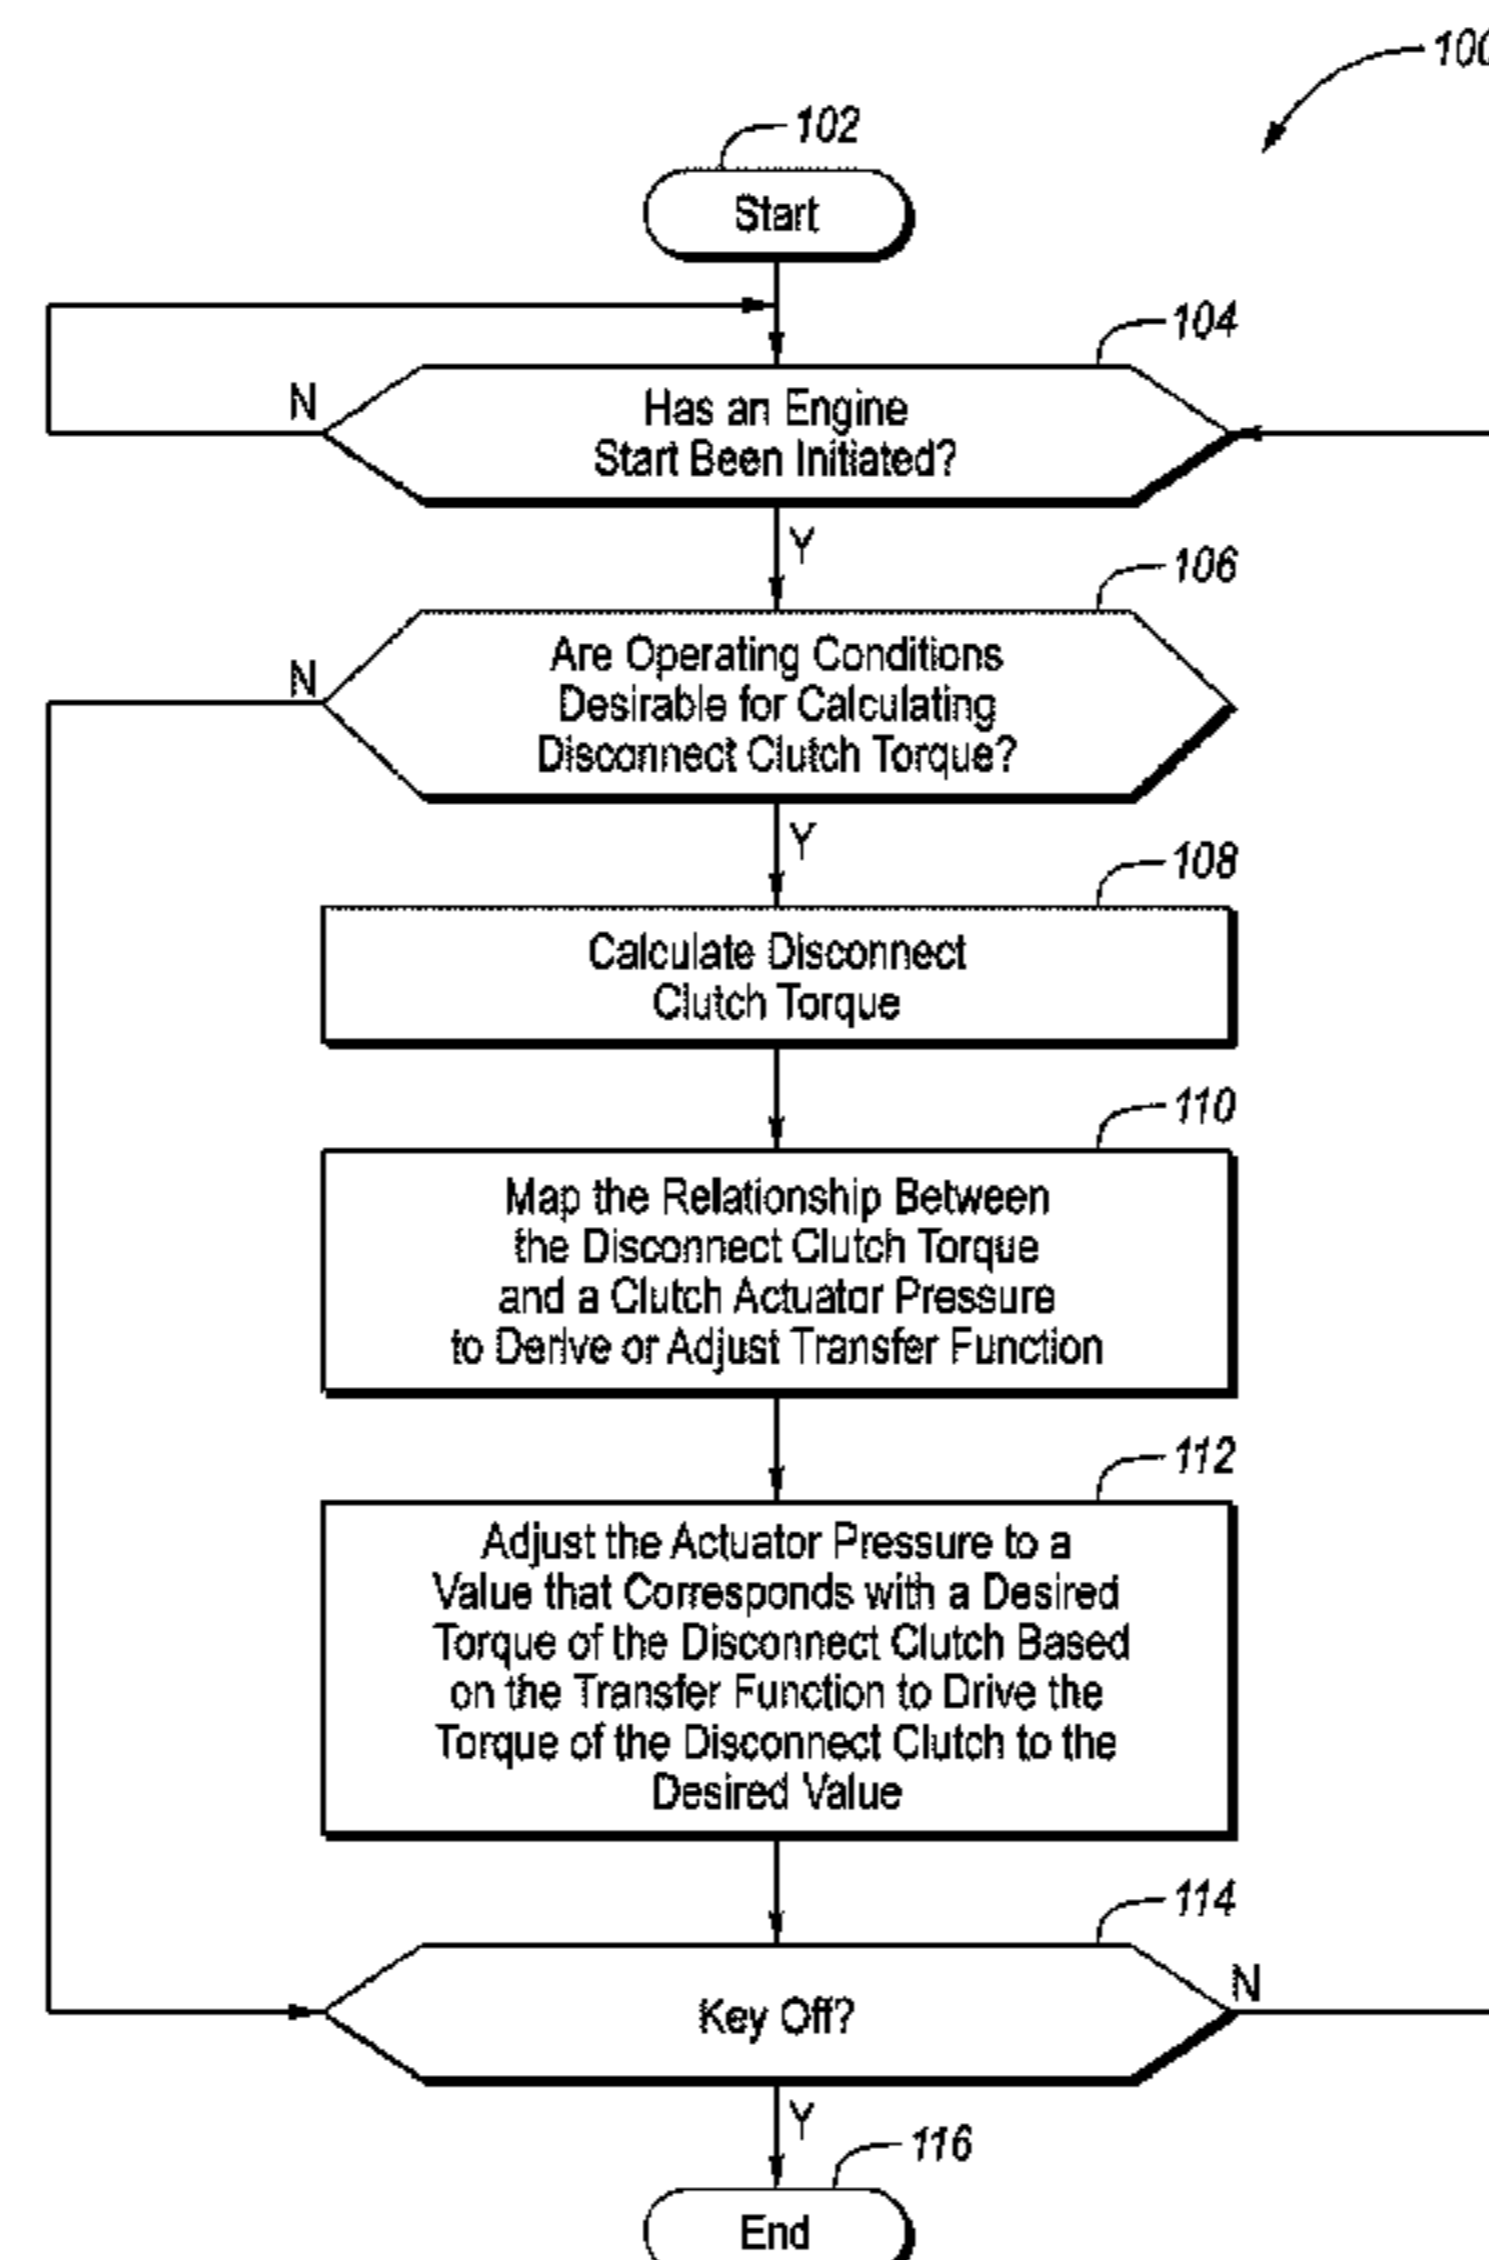 100
102
Start
104
N
Has an Engine
Start Been Initiated?
Y
106
N
Are Operating Conditions
Desirable for Calculating
Disconnect Clutch Torque?
Y
108
Calculate Disconnect
Clutch Torque
110
Map the Relationship Between
the Disconnect Clutch Torque
and a Clutch Actuator Pressure
to Derive or Adjust Transfer Function
112
Adjust the Actuator Pressure to a
Value that Corresponds with a Desired
Torque of the Disconnect Clutch Based
on the Transfer Function to Drive the
Torque of the Disconnect Clutch to the
Desired Value
114
N
Key Off?
Y
116
End